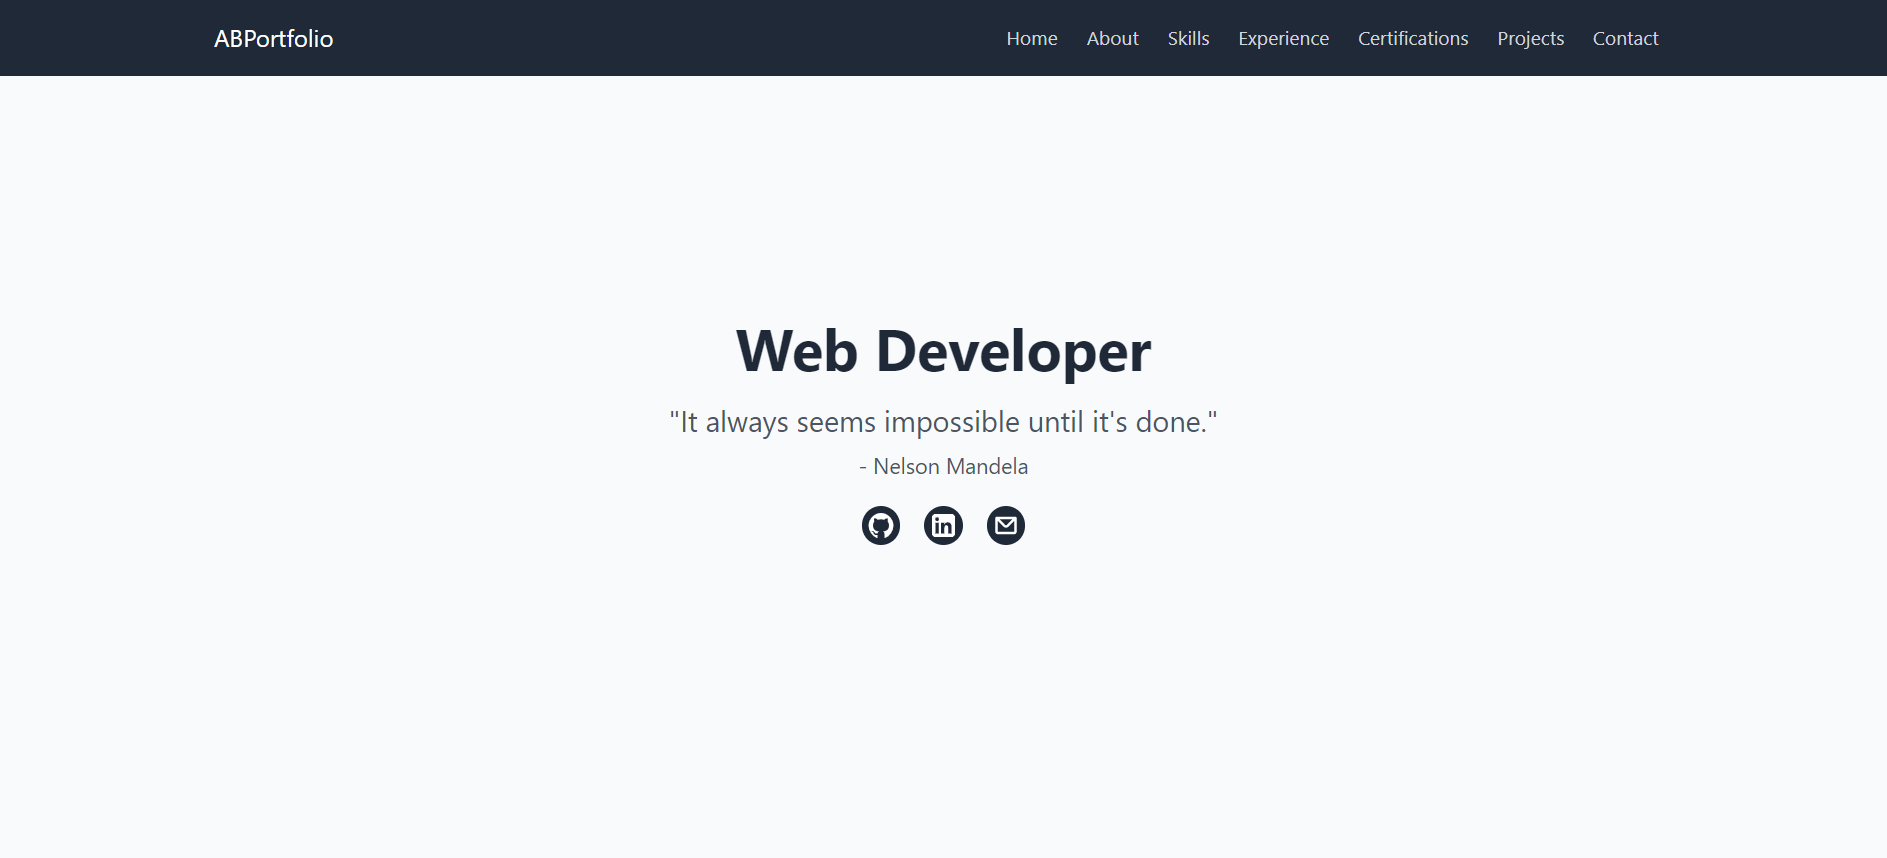 ABPortfolio
Home About Skills Experience Certifications Projects Contact
Web Developer
"It always seems impossible until it's done."
- Nelson Mandela
in